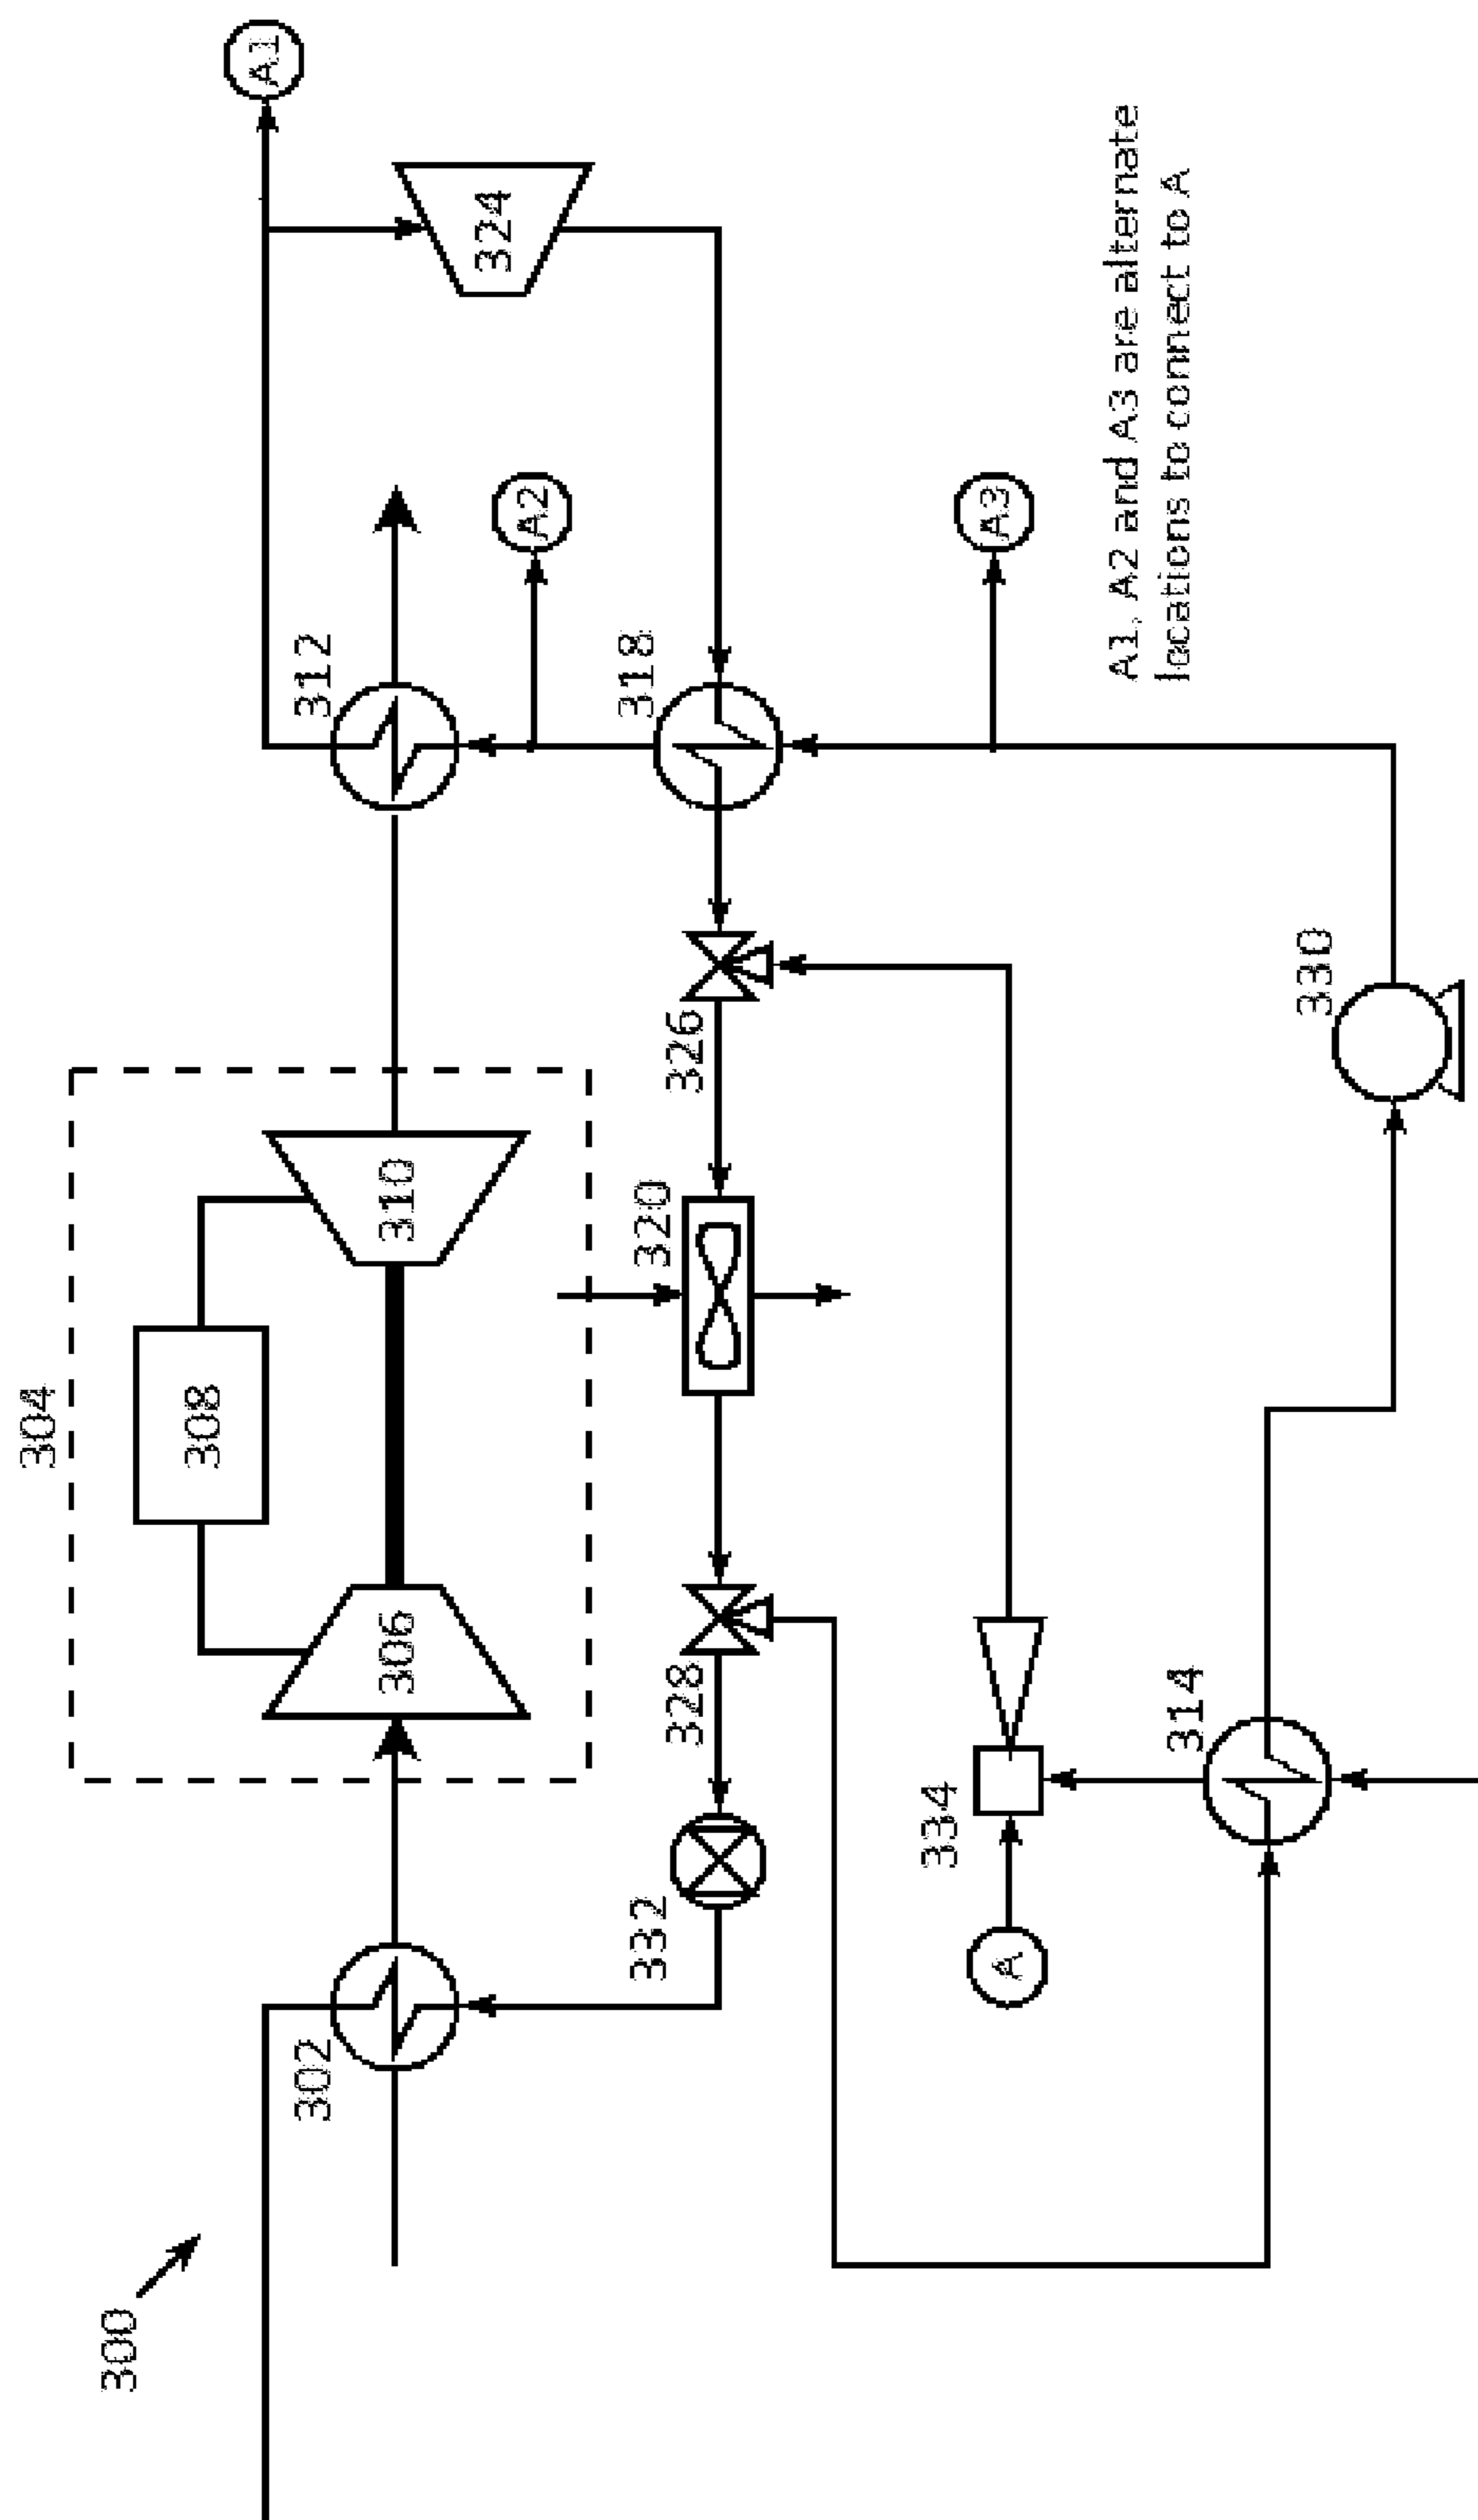 304
300
308
A1
302
312
306
310
324
A2
318
332
320
328
326
334
A3
A
A1, A2 and A3 are alternate
locations to connect to A
314
330